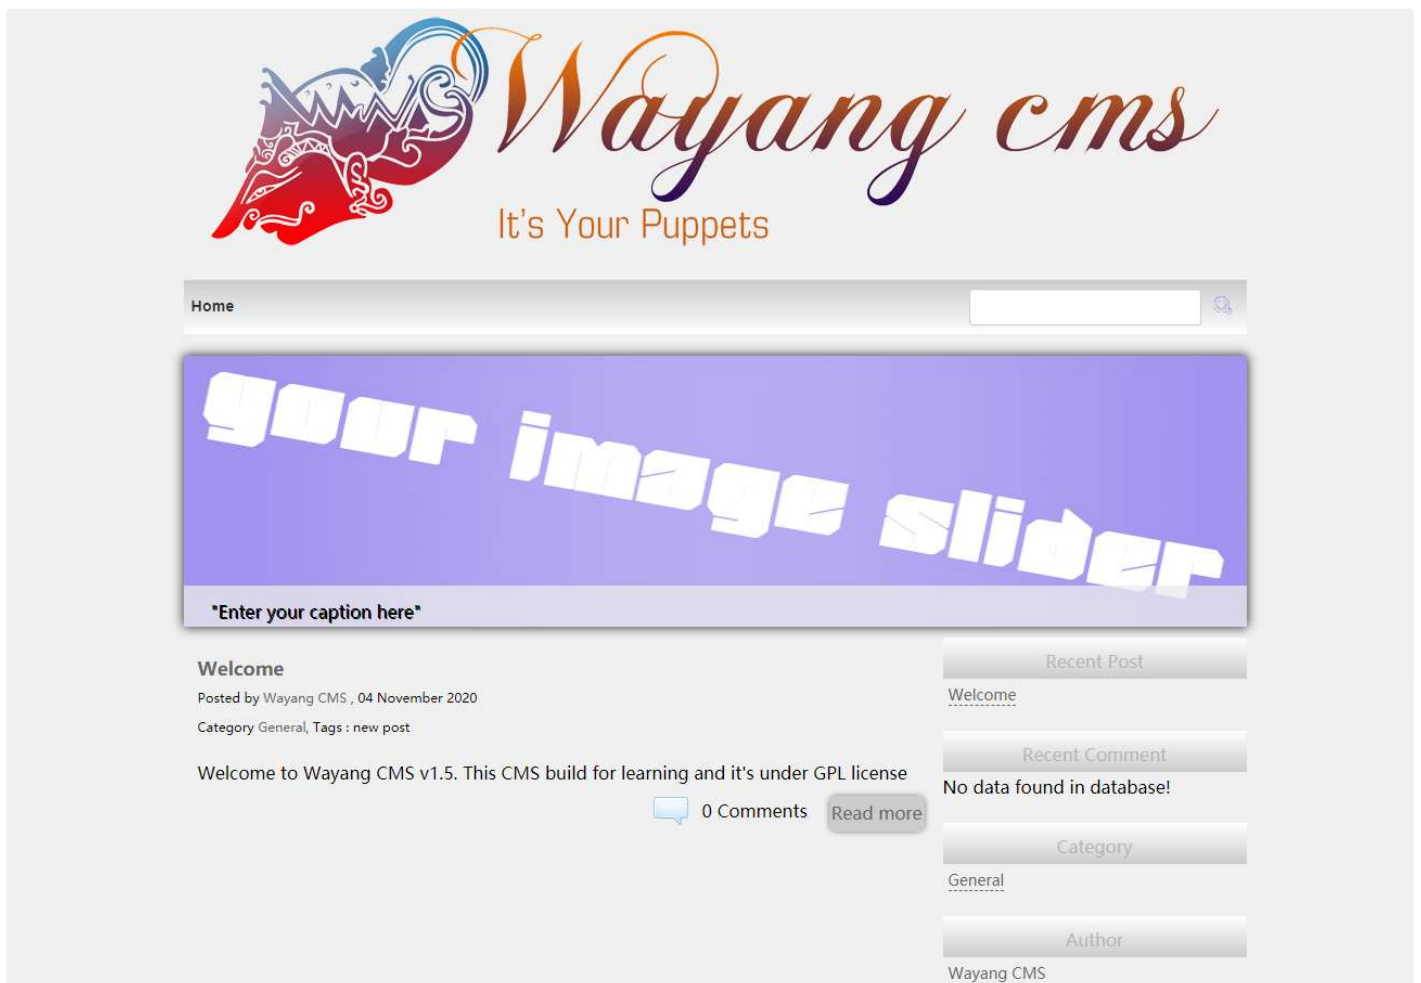 Wayang cms
It's Your Puppets
Home
your image slider
"Enter your caption here"
Welcome
Posted by Wayang CMS , 04 November 2020
Category General, Tags : new post
Welcome to Wayang CMS v1.5. This CMS build for learning and it's under GPL license
0 Comments Read more
Recent Post
Welcome
Recent Comment
No data found in database!
Category
General
Author
Wayang CMS